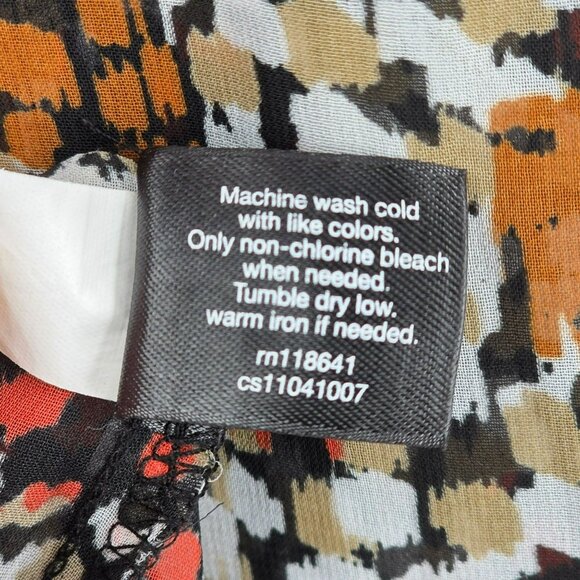 Machine wash cold
with like colors.
Only non-chlorine bleach
when needed.
Tumble dry low.
warm iron if needed.
rn118641
cs11041007